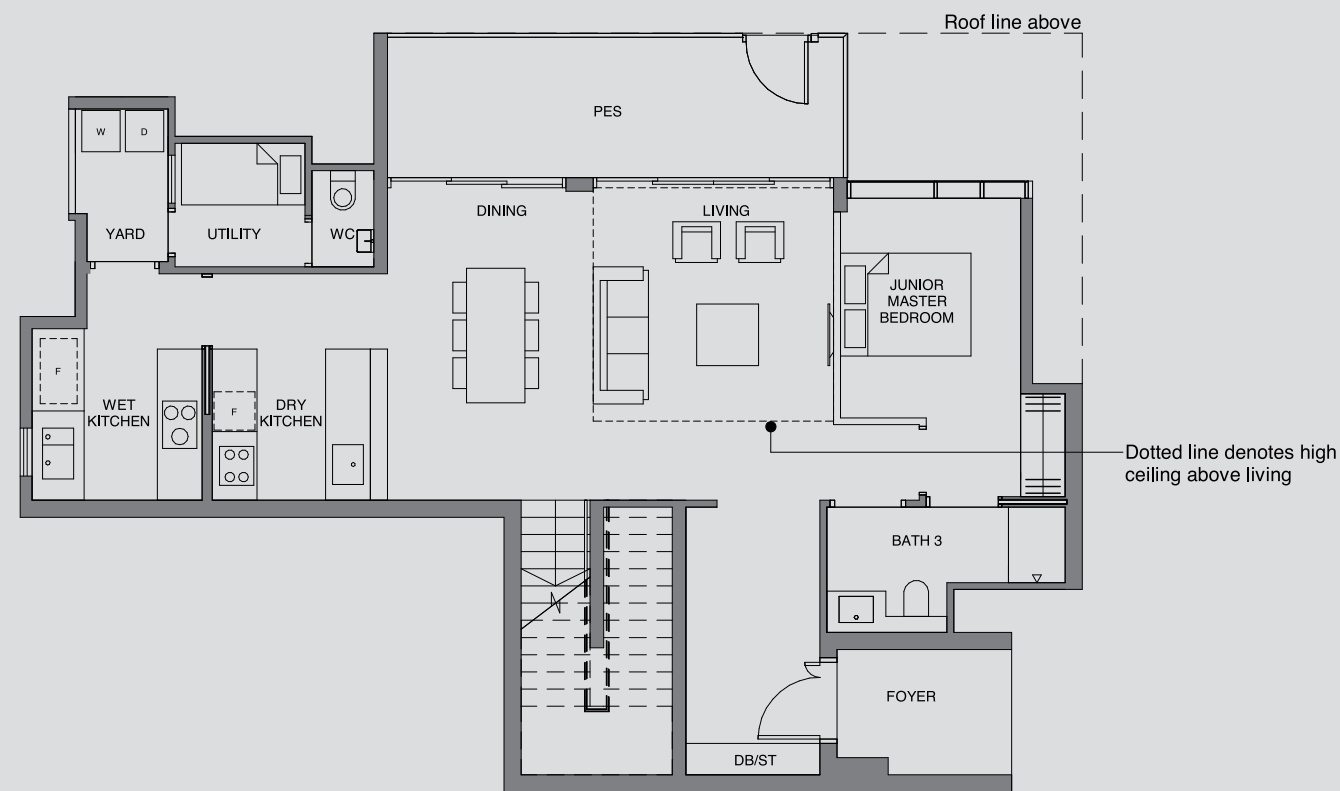 Roof line above
PES
W
D
DINING
LIVING
YARD
UTILITY
WC
JUNIOR
MASTER
BEDROOM
F
WET
KITCHEN
F
DRY
KITCHEN
Dotted line denotes high
ceiling above living
BATH 3
FOYER
DB/ST